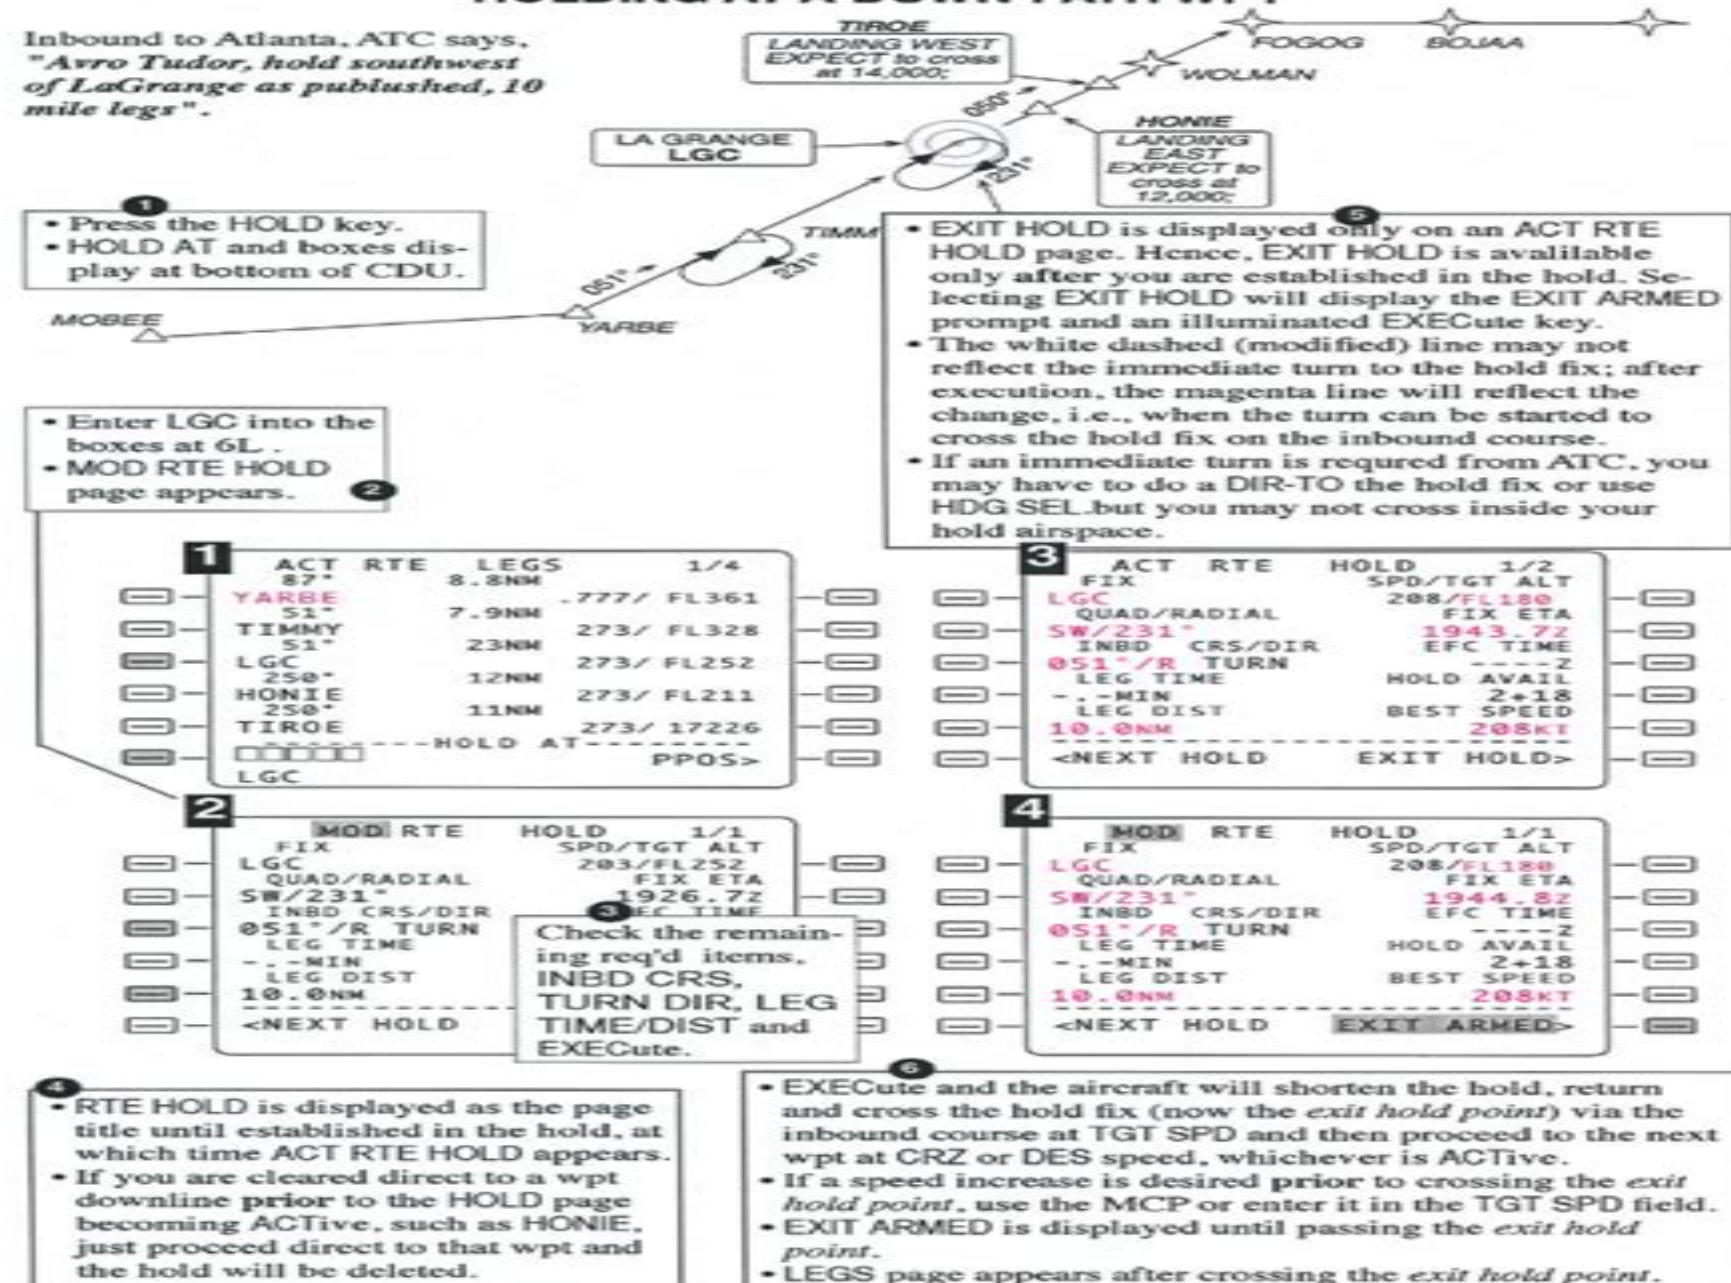 HOLDING AT A DOWN PATH WPT
Inbound to Atlanta, ATC says,
"Avro Tudor, hold southwest
of LaGrange as publushed, 10
mile legs".
TIROE
LANDING WEST
EXPECT to cross
at 14,000;
FOGOG
BOJAA
WOLMAN
050°
HONIE
LANDING
EAST
EXPECT to
cross at
12,000;
LA GRANGE
LGC
231°
TIMM
051°
231°
MOBEE
YARBE
1
• Press the HOLD key.
• HOLD AT and boxes dis-
play at bottom of CDU.
• Enter LGC into the
boxes at 6L .
• MOD RTE HOLD
page appears.
2
5
• EXIT HOLD is displayed only on an ACT RTE
HOLD page. Hence, EXIT HOLD is avalilable
only after you are established in the hold. Se-
lecting EXIT HOLD will display the EXIT ARMED
prompt and an illuminated EXECute key.
• The white dashed (modified) line may not
reflect the immediate turn to the hold fix; after
execution, the magenta line will reflect the
change, i.e., when the turn can be started to
cross the hold fix on the inbound course.
• If an immediate turn is requred from ATC, you
may have to do a DIR-TO the hold fix or use
HDG SEL.but you may not cross inside your
hold airspace.
1
ACT RTE LEGS 1/4
87° 8.8NM
YARBE .777/ FL361
51° 7.9NM
TIMMY 273/ FL328
51° 23NM
LGC 273/ FL252
250° 12NM
HONIE 273/ FL211
250° 11NM
TIROE 273/ 17226
---------HOLD AT---------
□□□□□ PPOS>
LGC
3
ACT RTE HOLD 1/2
FIX SPD/TGT ALT
LGC 208/FL180
QUAD/RADIAL FIX ETA
SW/231° 1943.7z
INBD CRS/DIR EFC TIME
051°/R TURN ----z
LEG TIME HOLD AVAIL
-.-MIN 2+18
LEG DIST BEST SPEED
10.0NM 208KT
<NEXT HOLD EXIT HOLD>
2
MOD RTE HOLD 1/1
FIX SPD/TGT ALT
LGC 203/FL252
QUAD/RADIAL FIX ETA
SW/231° 1926.7z
INBD CRS/DIR EFC TIME
051°/R TURN
LEG TIME
-.-MIN
LEG DIST
10.0NM
<NEXT HOLD
3
Check the remain-
ing req'd items,
INBD CRS,
TURN DIR, LEG
TIME/DIST and
EXECute.
4
MOD RTE HOLD 1/1
FIX SPD/TGT ALT
LGC 208/FL180
QUAD/RADIAL FIX ETA
SW/231° 1944.8z
INBD CRS/DIR EFC TIME
051°/R TURN ----z
LEG TIME HOLD AVAIL
-.-MIN 2+18
LEG DIST BEST SPEED
10.0NM 208KT
<NEXT HOLD EXIT ARMED>
4
• RTE HOLD is displayed as the page
title until established in the hold, at
which time ACT RTE HOLD appears.
• If you are cleared direct to a wpt
downline prior to the HOLD page
becoming ACTive, such as HONIE,
just proceed direct to that wpt and
the hold will be deleted.
6
• EXECute and the aircraft will shorten the hold, return
and cross the hold fix (now the exit hold point) via the
inbound course at TGT SPD and then proceed to the next
wpt at CRZ or DES speed, whichever is ACTive.
• If a speed increase is desired prior to crossing the exit
hold point, use the MCP or enter it in the TGT SPD field.
• EXIT ARMED is displayed until passing the exit hold
point.
• LEGS page appears after crossing the exit hold point.